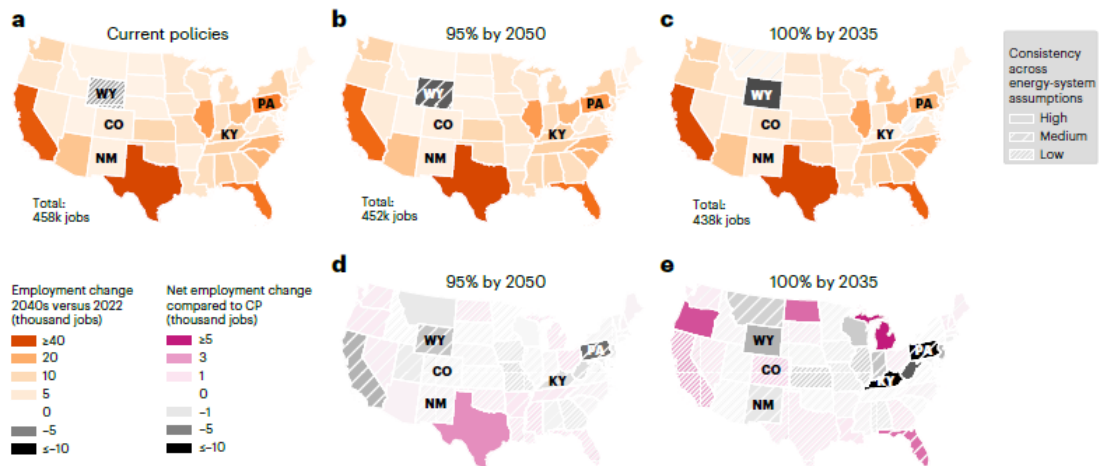 a
Current policies
WY
CO
NM
PA
KY
Total:
458k jobs
b
95% by 2050
WY
CO
NM
PA
KY
Total:
452k jobs
c
100% by 2035
WY
CO
NM
PA
KY
Total:
438k jobs
Consistency
across
energy-system
assumptions
High
Medium
Low
Employment change
2040s versus 2022
(thousand jobs)
≥40
20
10
5
0
−5
≤−10
Net employment change
compared to CP
(thousand jobs)
≥5
3
1
0
−1
−5
≤−10
d
95% by 2050
WY
CO
NM
PA
KY
e
100% by 2035
WY
CO
NM
PA
KY